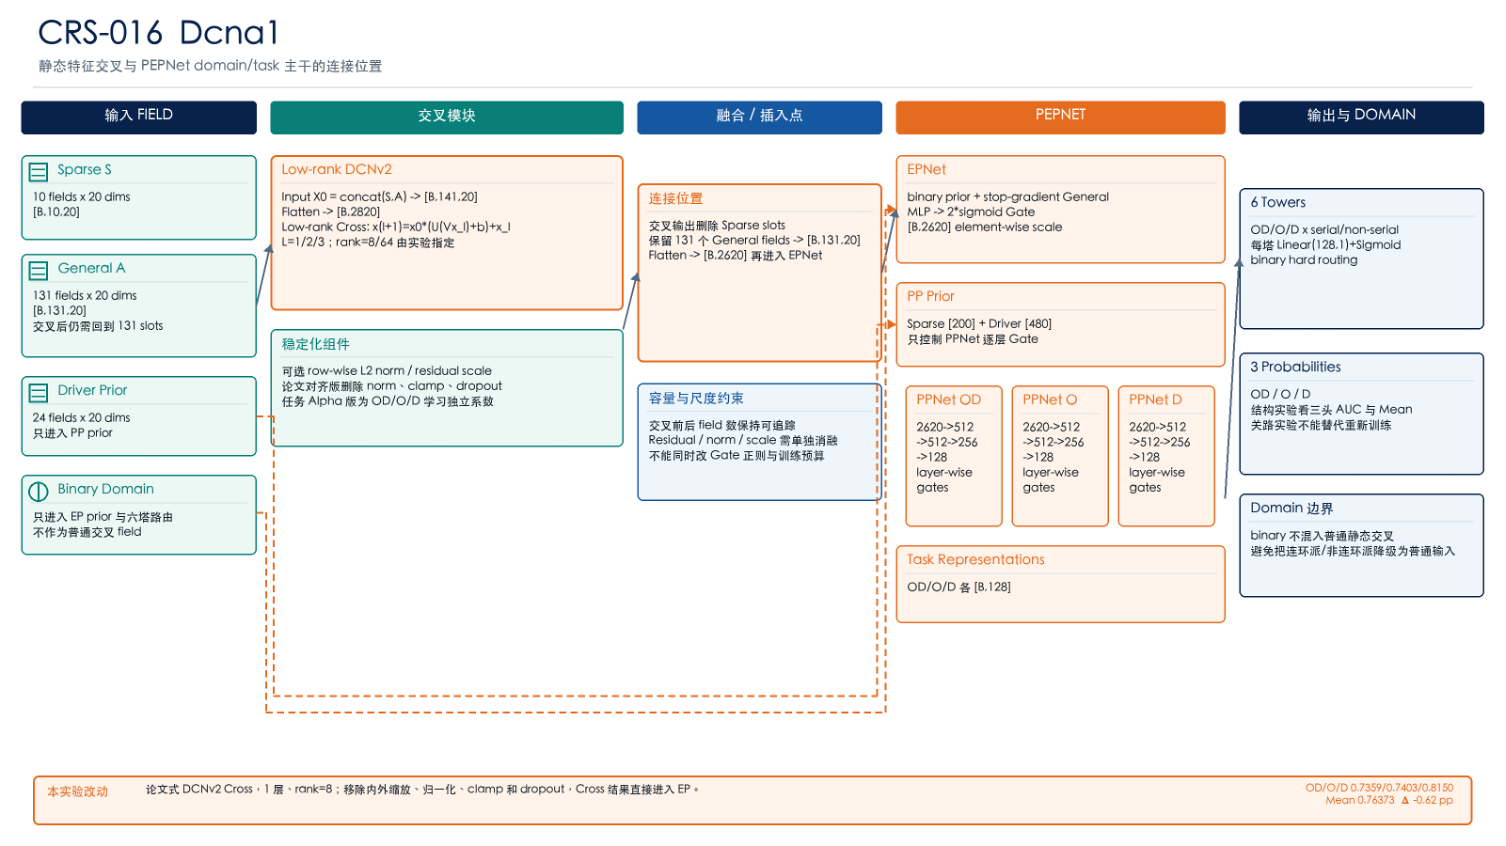 CRS-016 Dcna1
静态特征交叉与 PEPNet domain/task 主干的连接位置
输入 FIELD
交叉模块
融合 / 插入点
PEPNET
输出与 DOMAIN
Sparse S
10 fields x 20 dims
[B,10,20]
General A
131 fields x 20 dims
[B,131,20]
交叉后仍需回到 131 slots
Driver Prior
24 fields x 20 dims
只进入 PP prior
Binary Domain
只进入 EP prior 与六塔路由
不作为普通交叉 field
Low-rank DCNv2
Input X0 = concat(S,A) -> [B,141,20]
Flatten -> [B,2820]
Low-rank Cross: x(l+1)=x0*(U(Vx_l)+b)+x_l
L=1/2/3；rank=8/64 由实验指定
稳定化组件
可选 row-wise L2 norm / residual scale
论文对齐版删除 norm、clamp、dropout
任务 Alpha 版为 OD/O/D 学习独立系数
连接位置
交叉输出删除 Sparse slots
保留 131 个 General fields -> [B,131,20]
Flatten -> [B,2620] 再进入 EPNet
容量与尺度约束
交叉前后 field 数保持可追踪
Residual / norm / scale 需单独消融
不能同时改 Gate 正则与训练预算
EPNet
binary prior + stop-gradient General
MLP -> 2*sigmoid Gate
[B,2620] element-wise scale
PP Prior
Sparse [200] + Driver [480]
只控制 PPNet 逐层 Gate
PPNet OD
2620->512
->512->256
->128
layer-wise
gates
PPNet O
2620->512
->512->256
->128
layer-wise
gates
PPNet D
2620->512
->512->256
->128
layer-wise
gates
Task Representations
OD/O/D 各 [B,128]
6 Towers
OD/O/D x serial/non-serial
每塔 Linear(128,1)+Sigmoid
binary hard routing
3 Probabilities
OD / O / D
结构实验看三头 AUC 与 Mean
关路实验不能替代重新训练
Domain 边界
binary 不混入普通静态交叉
避免把连环派/非连环派降级为普通输入
本实验改动
论文式 DCNv2 Cross，1 层、rank=8；移除内外缩放、归一化、clamp 和 dropout，Cross 结果直接进入 EP。
OD/O/D 0.7359/0.7403/0.8150
Mean 0.76373 Δ -0.62 pp